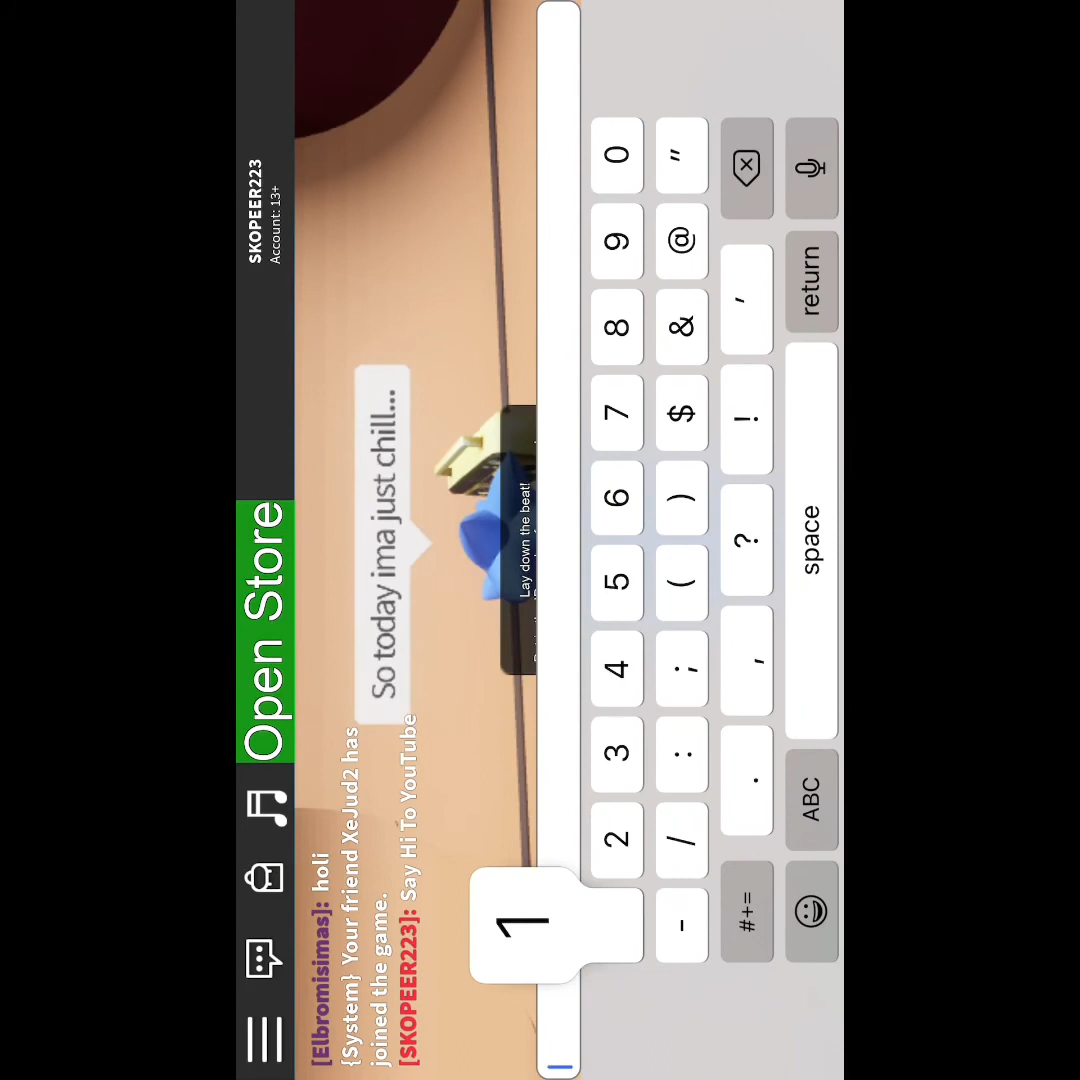 SKOPEER223
Account: 13+
Open Store
[Elbromisimas]: holi
{System} Your friend XeJud2 has
joined the game.
[SKOPEER223]: Say Hi To YouTube
So today ima just chill...
Lay down the beat!
1
2 3 4 5 6 7 8 9 0
- / : ; ( ) $ & @ "
#+= . , ? ! '
ABC space return